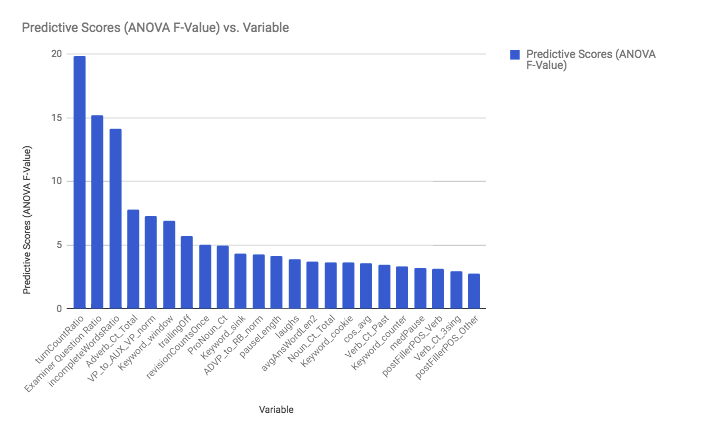 Predictive Scores (ANOVA F-Value) vs. Variable
Predictive Scores (ANOVA
F-Value)
Predictive Scores (ANOVA F-Value)
20
15
10
5
0
turnCountRatio
Examiner Question Ratio
incompleteWordsRatio
Adverb_Ct_Total
VP_to_AUX_VP_norm
Keyword_window
trailingOff
revisionCountsOnce
ProNoun_Ct
Keyword_sink
ADVP_to_RB_norm
pauseLength
laughs
avgAnsWordLen2
Noun_Ct_Total
Keyword_cookie
cos_avg
Verb_Ct_Past
Keyword_counter
medPause
postFillerPOS_Verb
Verb_Ct_3sing
postFillerPOS_Other
Variable